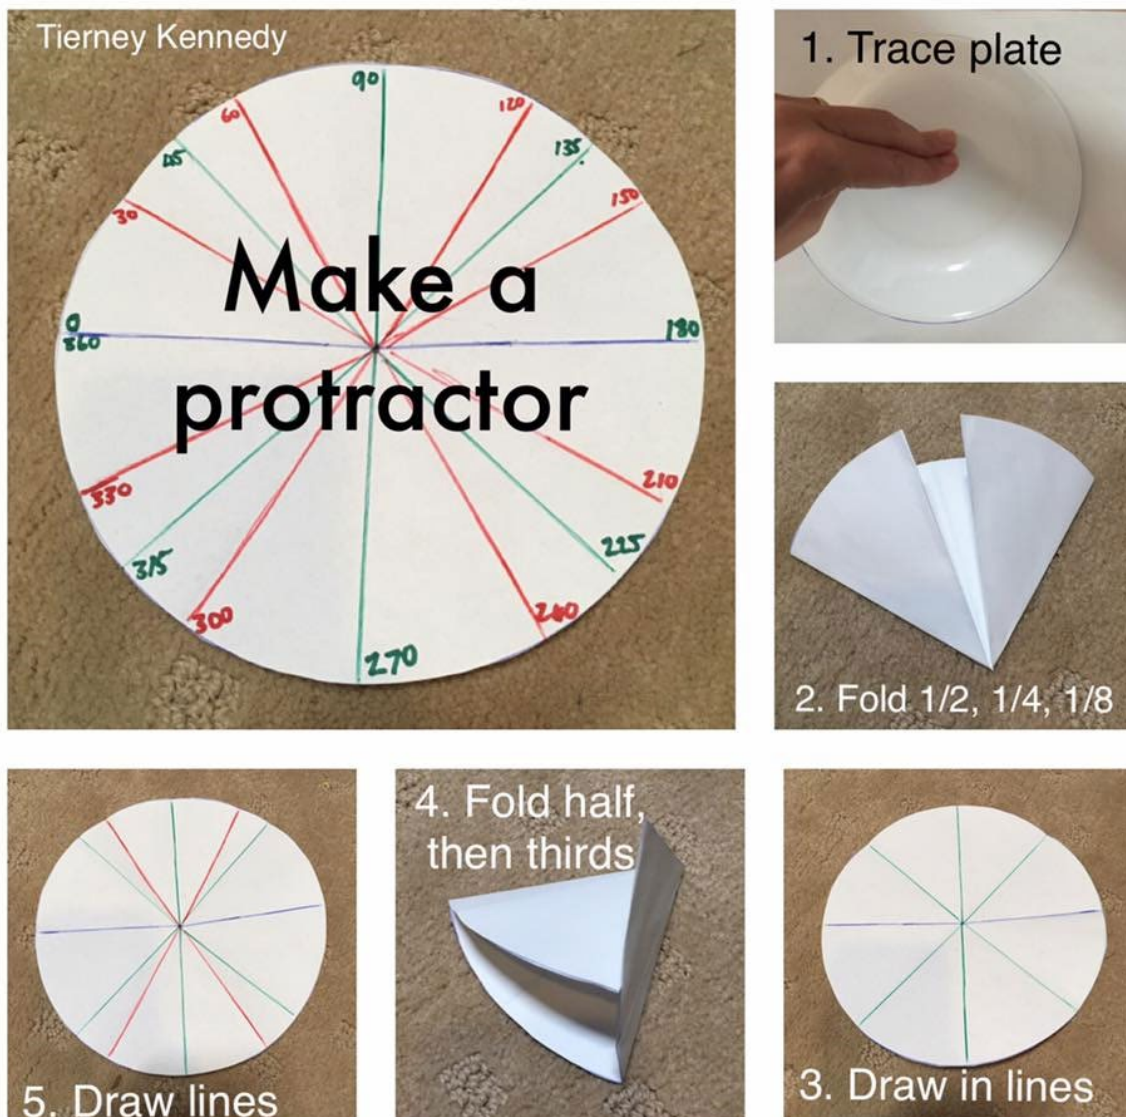 Tierney Kennedy
90
60
120
45
135
30
150
Make a
0
360
180
protractor
330
210
315
225
300
240
270
1. Trace plate
2. Fold 1/2, 1/4, 1/8
3. Draw in lines
4. Fold half,
then thirds
5. Draw lines